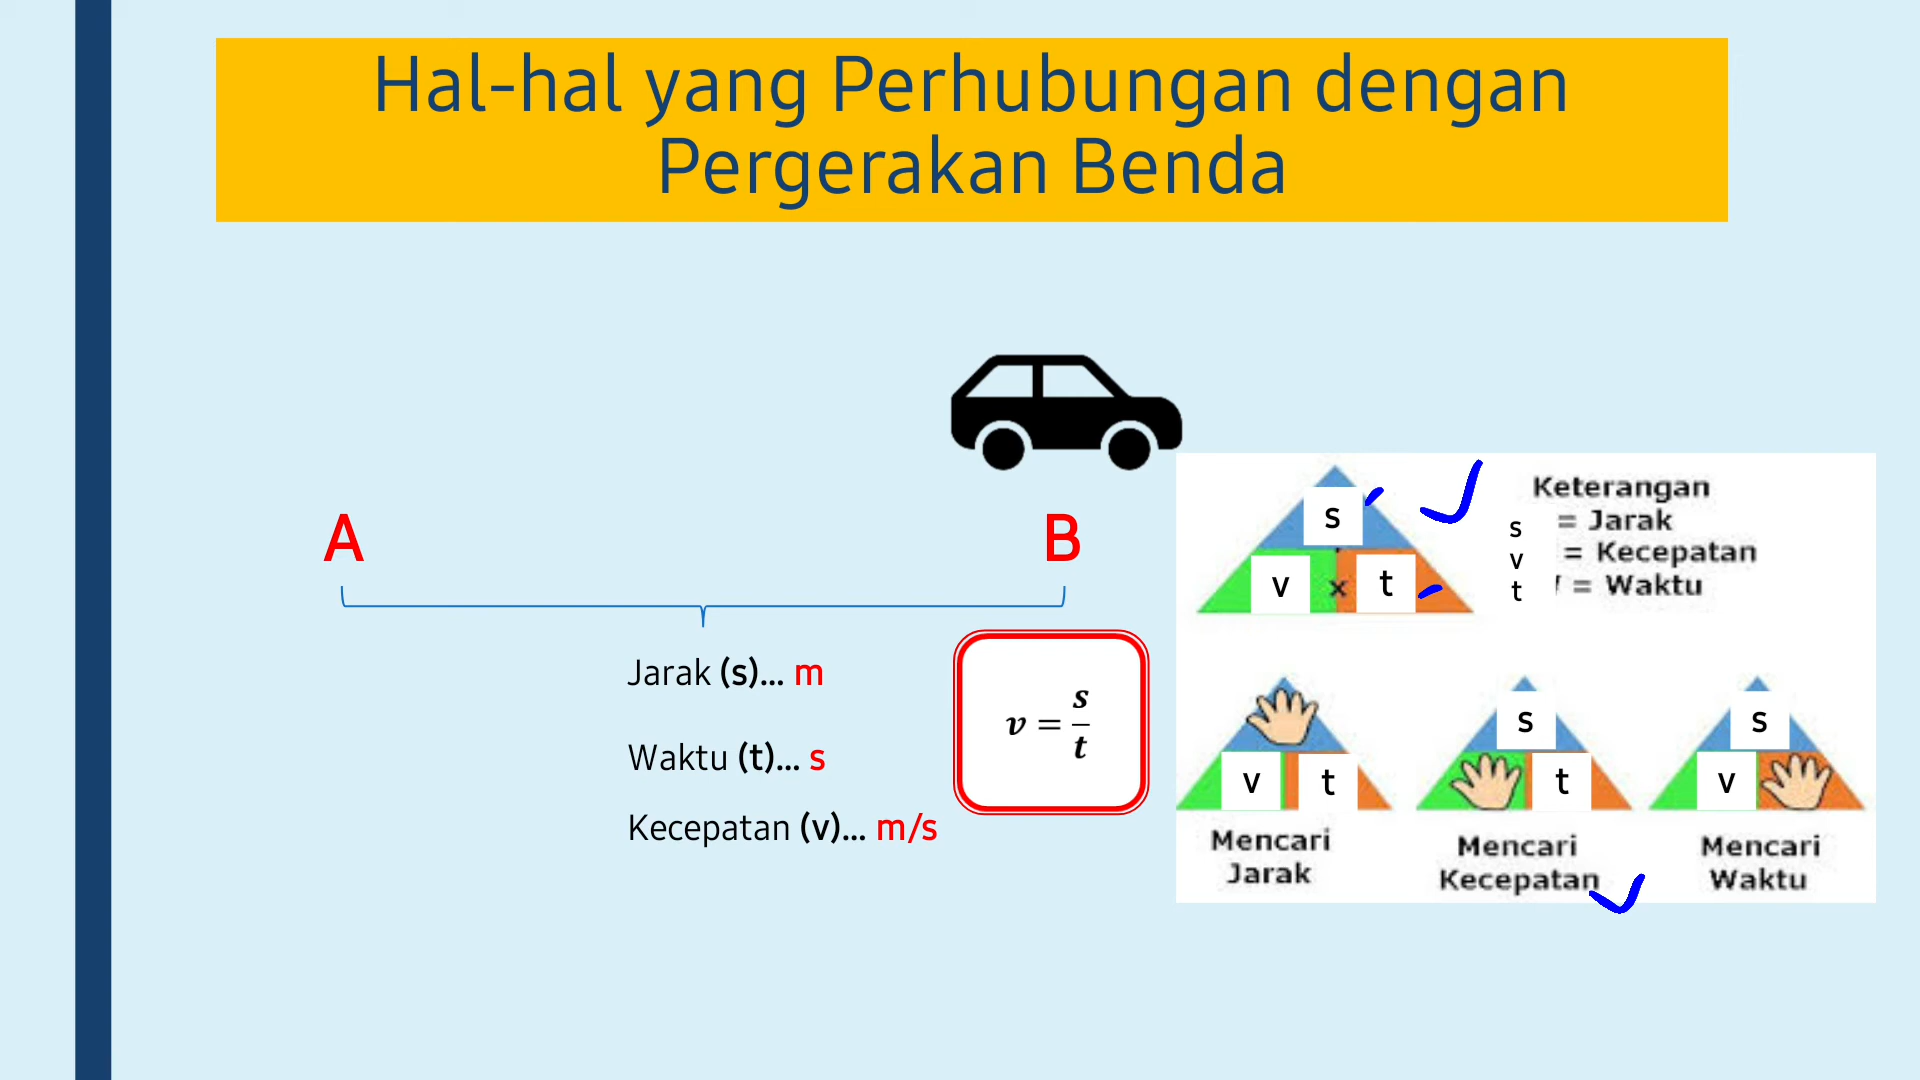 Hal-hal yang Perhubungan dengan
Pergerakan Benda
A
B
Jarak (s)... m
Waktu (t)... s
Kecepatan (v)... m/s
v = s/t
s
v x t
Keterangan
s = Jarak
v = Kecepatan
t = Waktu
v t
Mencari
Jarak
s
t
Mencari
Kecepatan
s
v
Mencari
Waktu